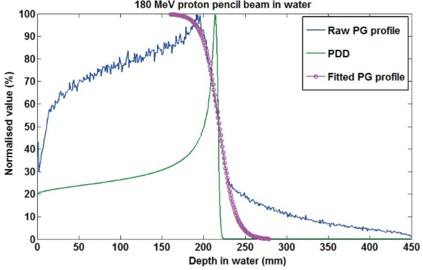 180 MeV proton pencil beam in water
100
90
80
70
60
50
40
30
20
10
0
Normalised value (%)
Raw PG profile
PDD
Fitted PG profile
0 50 100 150 200 250 300 350 400 450
Depth in water (mm)